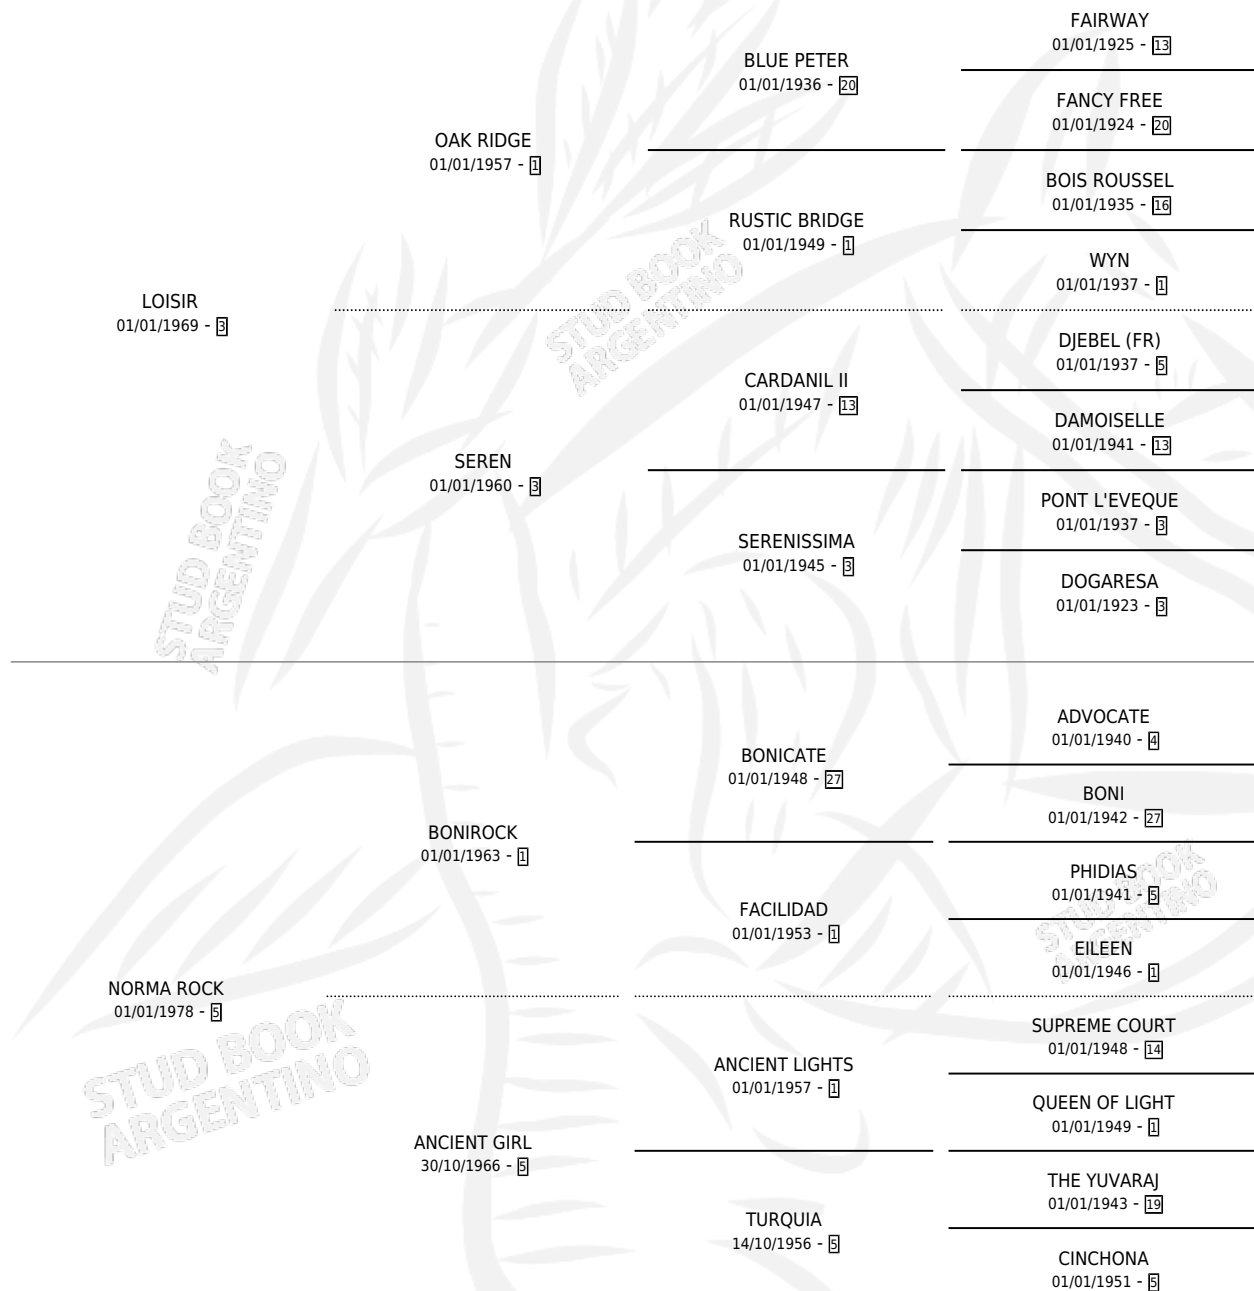 FAIRWAY
01/01/1925 - 13
BLUE PETER
01/01/1936 - 20
FANCY FREE
01/01/1924 - 20
OAK RIDGE
01/01/1957 - 1
BOIS ROUSSEL
01/01/1935 - 16
RUSTIC BRIDGE
01/01/1949 - 1
WYN
01/01/1937 - 1
LOISIR
01/01/1969 - 3
DJEBEL (FR)
01/01/1937 - 5
CARDANIL II
01/01/1947 - 13
DAMOISELLE
01/01/1941 - 13
SEREN
01/01/1960 - 3
PONT L'EVEQUE
01/01/1937 - 3
SERENISSIMA
01/01/1945 - 3
DOGARESA
01/01/1923 - 3
ADVOCATE
01/01/1940 - 4
BONICATE
01/01/1948 - 27
BONI
01/01/1942 - 27
BONIROCK
01/01/1963 - 1
PHIDIAS
01/01/1941 - 5
FACILIDAD
01/01/1953 - 1
EILEEN
01/01/1946 - 1
NORMA ROCK
01/01/1978 - 5
SUPREME COURT
01/01/1948 - 14
ANCIENT LIGHTS
01/01/1957 - 1
QUEEN OF LIGHT
01/01/1949 - 1
ANCIENT GIRL
30/10/1966 - 5
THE YUVARAJ
01/01/1943 - 19
TURQUIA
14/10/1956 - 5
CINCHONA
01/01/1951 - 5
STUD BOOK
ARGENTINO
STUD BOOK
ARGENTINO
STUD BOOK
ARGENTINO
STUD BOOK
ARGENTINO